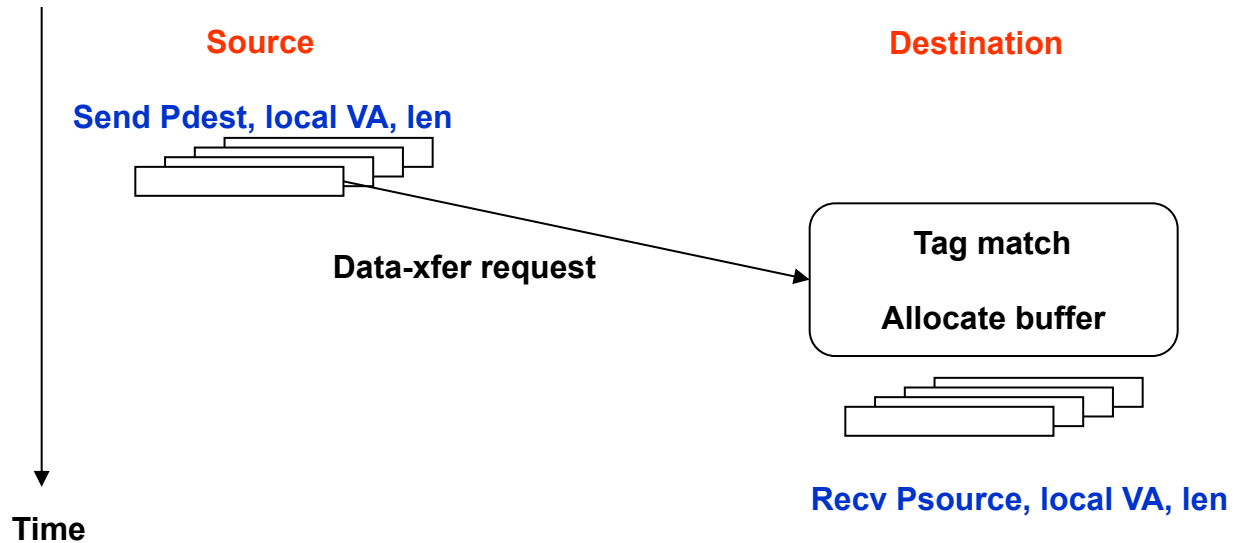 Source
Destination
Send Pdest, local VA, len
Data-xfer request
Tag match
Allocate buffer
Recv Psource, local VA, len
Time